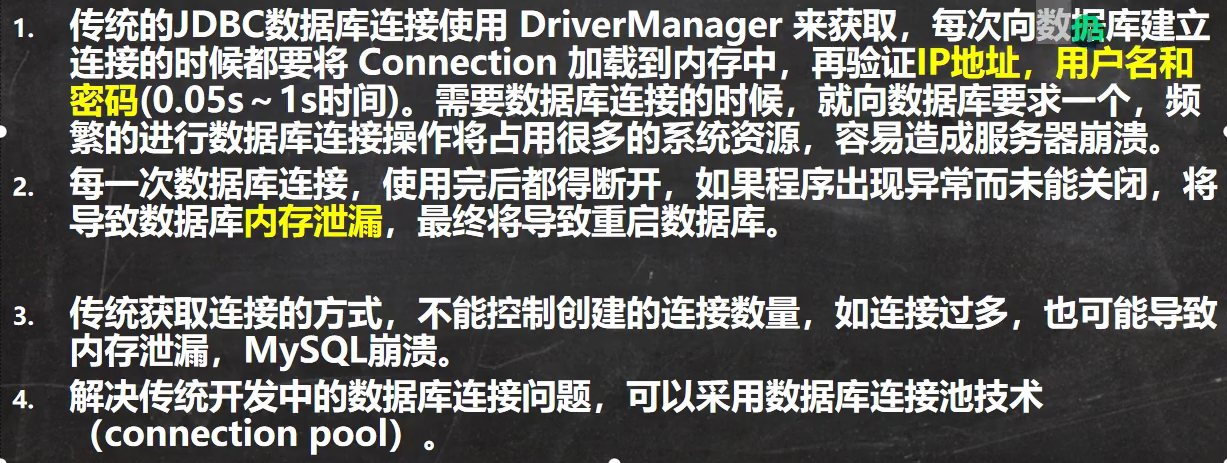 1. 传统的JDBC数据库连接使用 DriverManager 来获取，每次向数据库建立
连接的时候都要将 Connection 加载到内存中，再验证IP地址，用户名和
密码(0.05s～1s时间)。需要数据库连接的时候，就向数据库要求一个，频
繁的进行数据库连接操作将占用很多的系统资源，容易造成服务器崩溃。
2. 每一次数据库连接，使用完后都得断开，如果程序出现异常而未能关闭，将
导致数据库内存泄漏，最终将导致重启数据库。
3. 传统获取连接的方式，不能控制创建的连接数量，如连接过多，也可能导致
内存泄漏，MySQL崩溃。
4. 解决传统开发中的数据库连接问题，可以采用数据库连接池技术
（connection pool）。